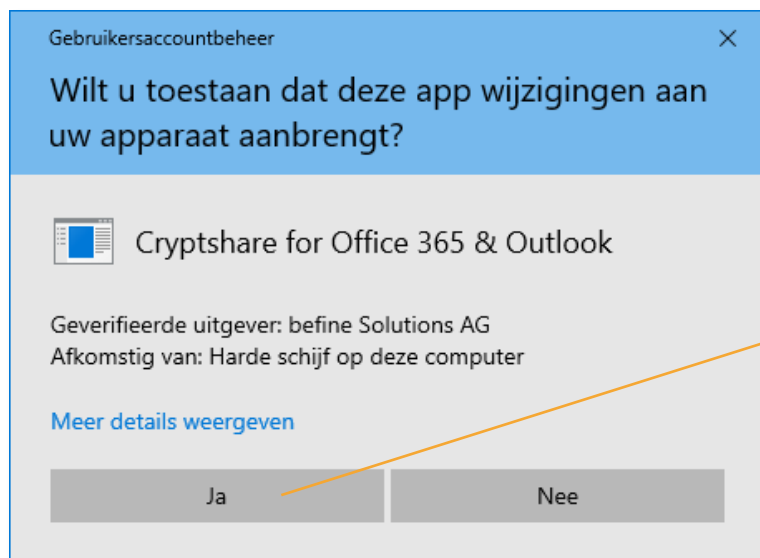 Gebruikersaccountbeheer
Wilt u toestaan dat deze app wijzigingen aan
uw apparaat aanbrengt?
Cryptshare for Office 365 & Outlook
Geverifieerde uitgever: befine Solutions AG
Afkomstig van: Harde schijf op deze computer
Meer details weergeven
Ja Nee